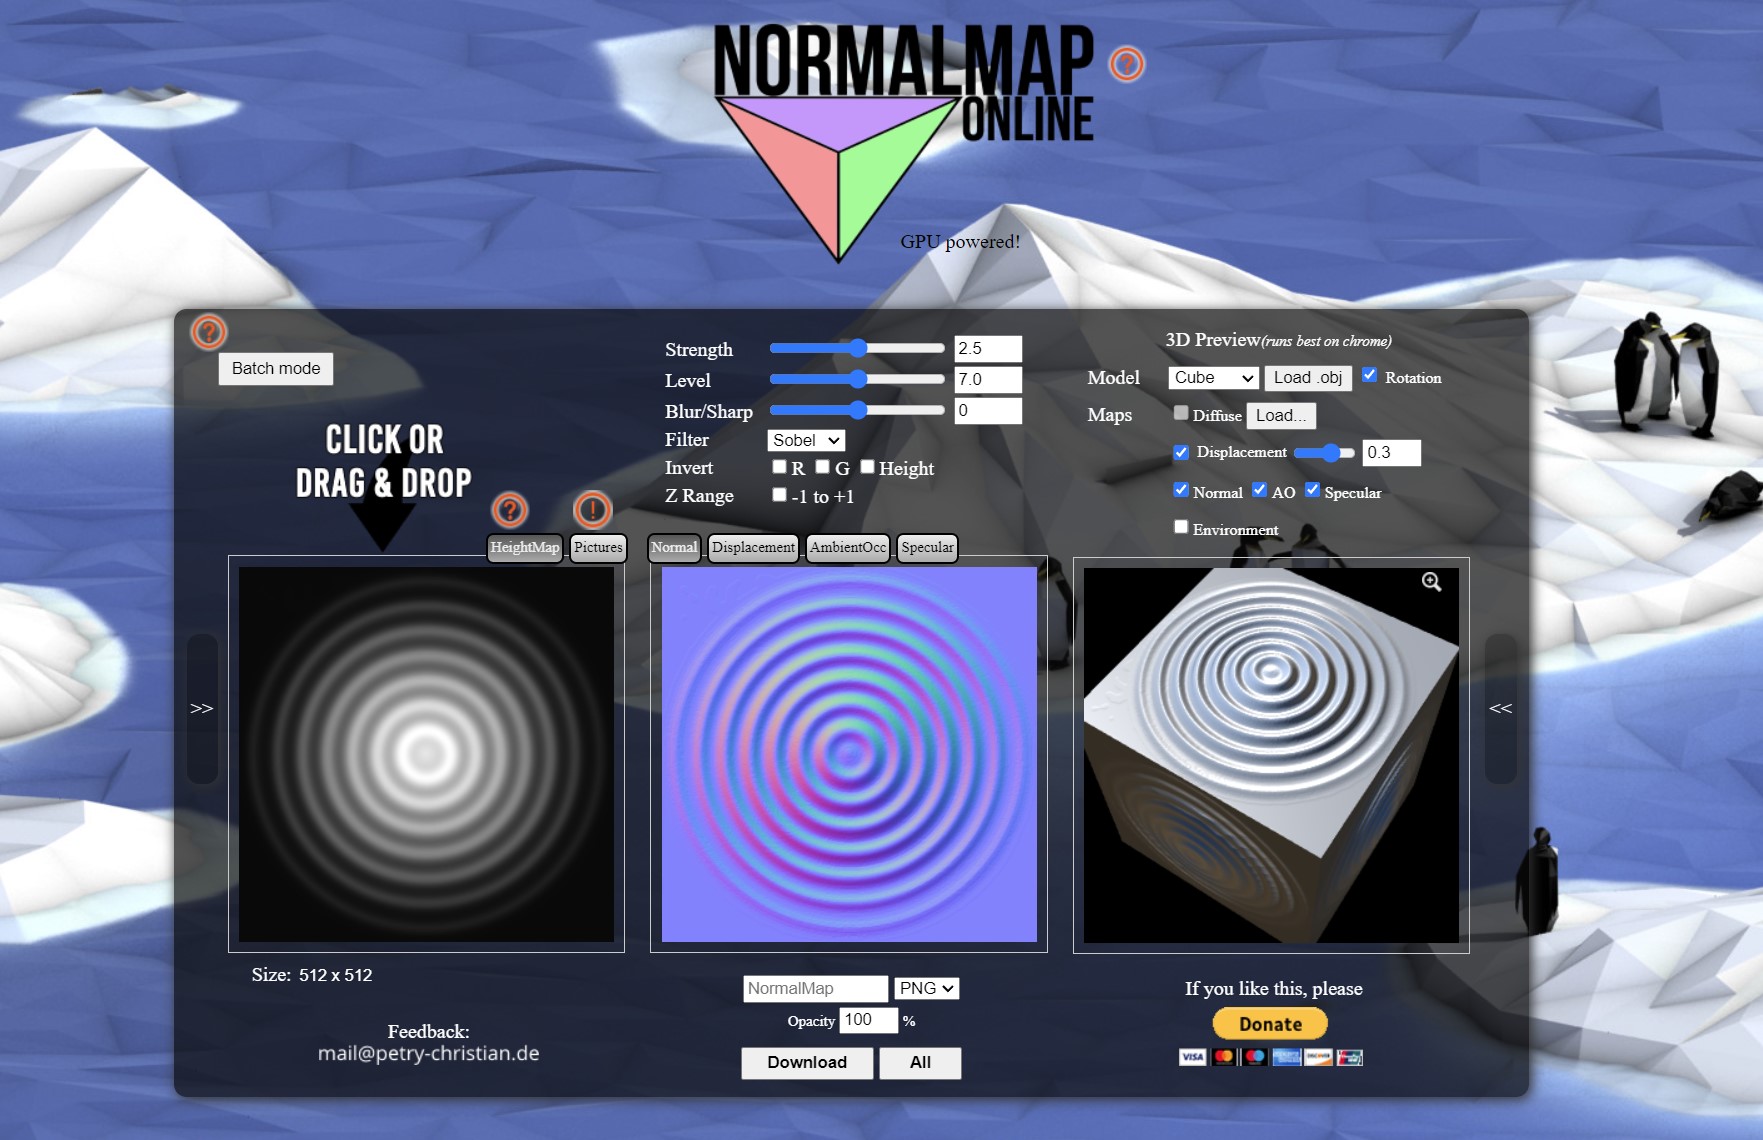 NORMALMAP
ONLINE
?
GPU powered!
?
Batch mode
CLICK OR
DRAG & DROP
?
!
HeightMap
Pictures
Size: 512 x 512
Feedback:
mail@petry-christian.de
>>
Strength 2.5
Level 7.0
Blur/Sharp 0
Filter Sobel
Invert R G Height
Z Range -1 to +1
Normal
Displacement
AmbientOcc
Specular
NormalMap PNG
Opacity 100 %
Download All
3D Preview(runs best on chrome)
Model Cube Load .obj Rotation
Maps Diffuse Load...
Displacement 0.3
Normal AO Specular
Environment
<<
If you like this, please
Donate
VISA